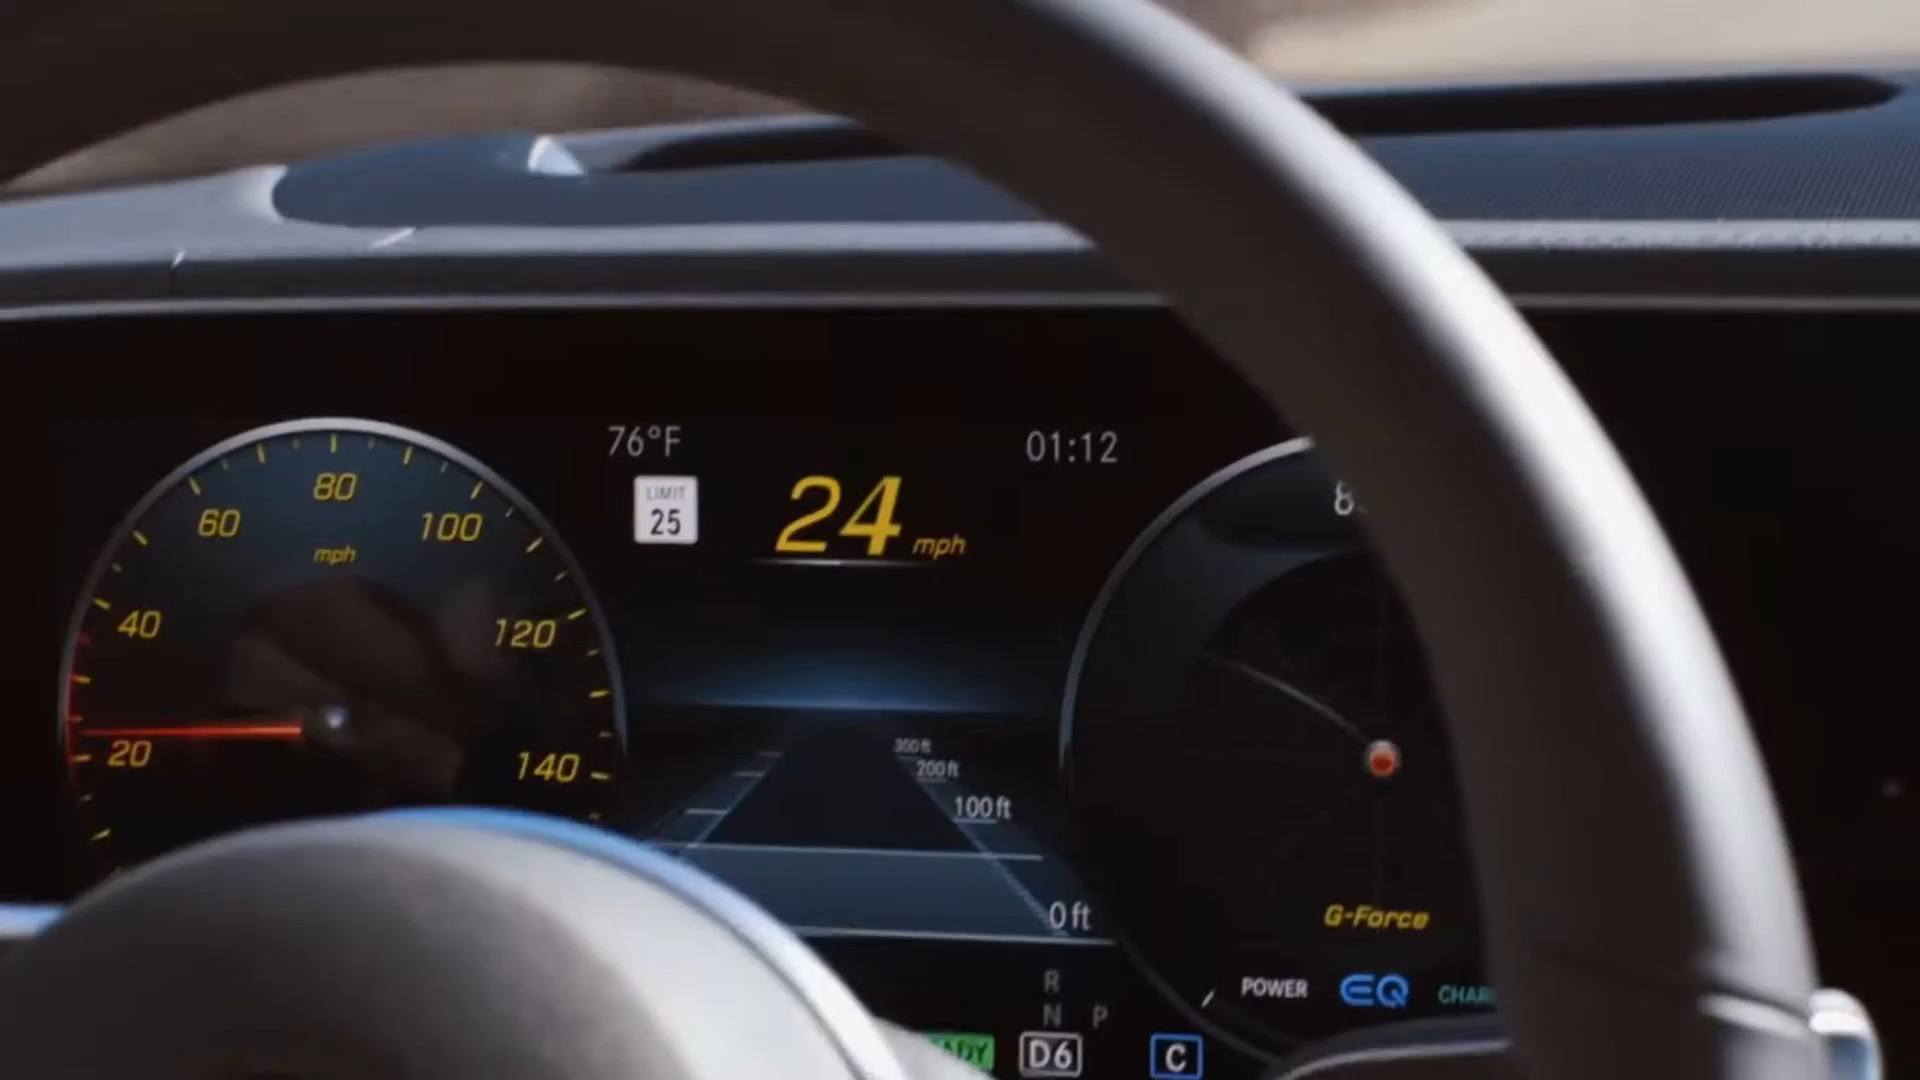 76°F
01:12
LIMIT
25
24 mph
80
60
100
mph
40
120
20
140
300 ft
200 ft
100 ft
0 ft
G-Force
POWER
EQ
R
N
P
D6
C